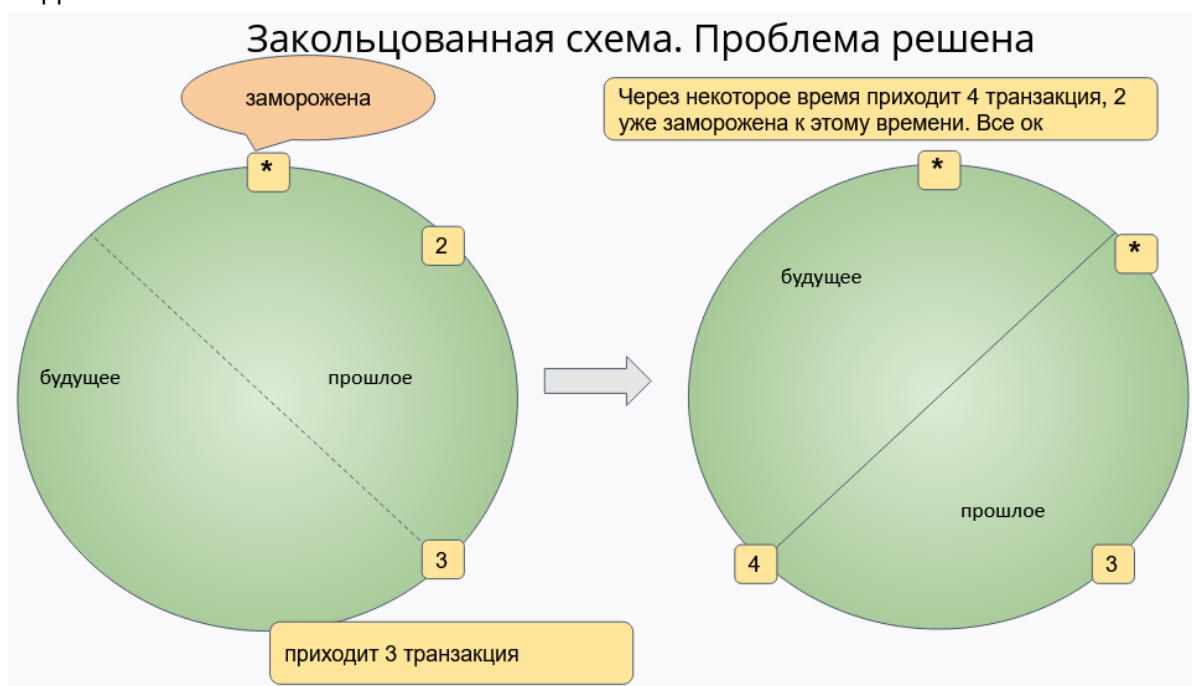 Закольцованная схема. Проблема решена
заморожена
Через некоторое время приходит 4 транзакция, 2
уже заморожена к этому времени. Все ок
*
2
будущее
прошлое
3
приходит 3 транзакция
*
*
будущее
прошлое
4
3